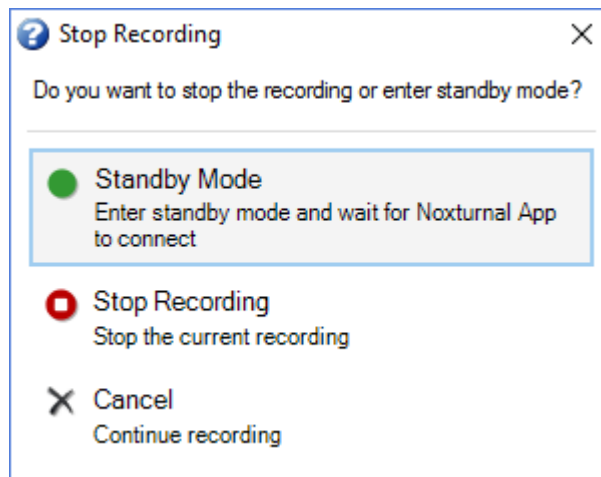 Stop Recording
Do you want to stop the recording or enter standby mode?
Standby Mode
Enter standby mode and wait for Noxturnal App
to connect
Stop Recording
Stop the current recording
Cancel
Continue recording